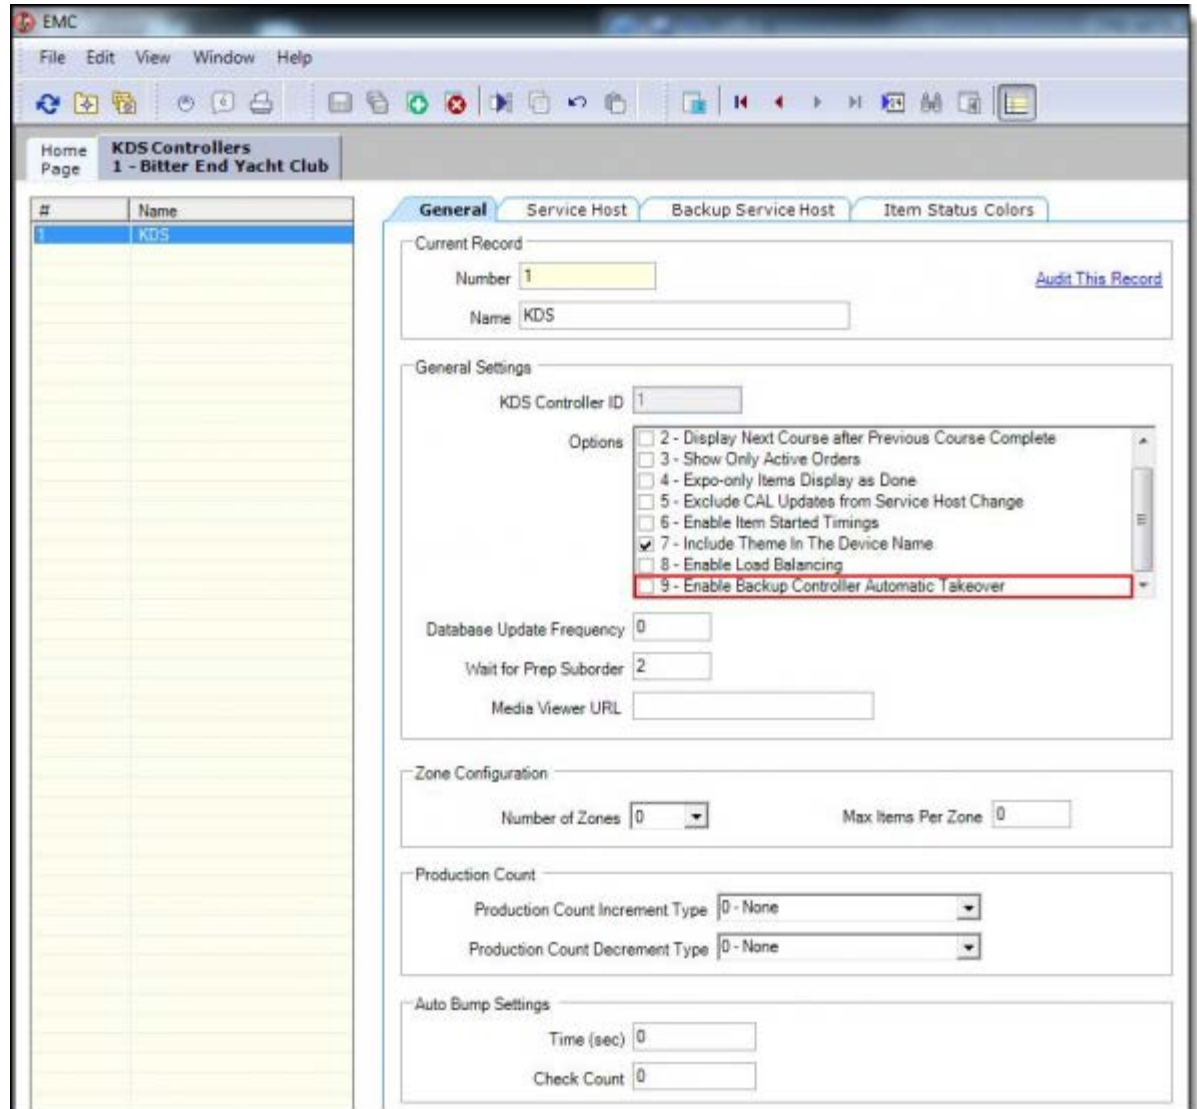 EMC
File Edit View Window Help
Home Page
KDS Controllers
1 - Bitter End Yacht Club
# Name
1 KDS
General Service Host Backup Service Host Item Status Colors
Current Record
Number 1
Audit This Record
Name KDS
General Settings
KDS Controller ID 1
Options
2 - Display Next Course after Previous Course Complete
3 - Show Only Active Orders
4 - Expo-only Items Display as Done
5 - Exclude CAL Updates from Service Host Change
6 - Enable Item Started Timings
7 - Include Theme In The Device Name
8 - Enable Load Balancing
9 - Enable Backup Controller Automatic Takeover
Database Update Frequency 0
Wait for Prep Suborder 2
Media Viewer URL
Zone Configuration
Number of Zones 0 Max Items Per Zone 0
Production Count
Production Count Increment Type 0 - None
Production Count Decrement Type 0 - None
Auto Bump Settings
Time (sec) 0
Check Count 0